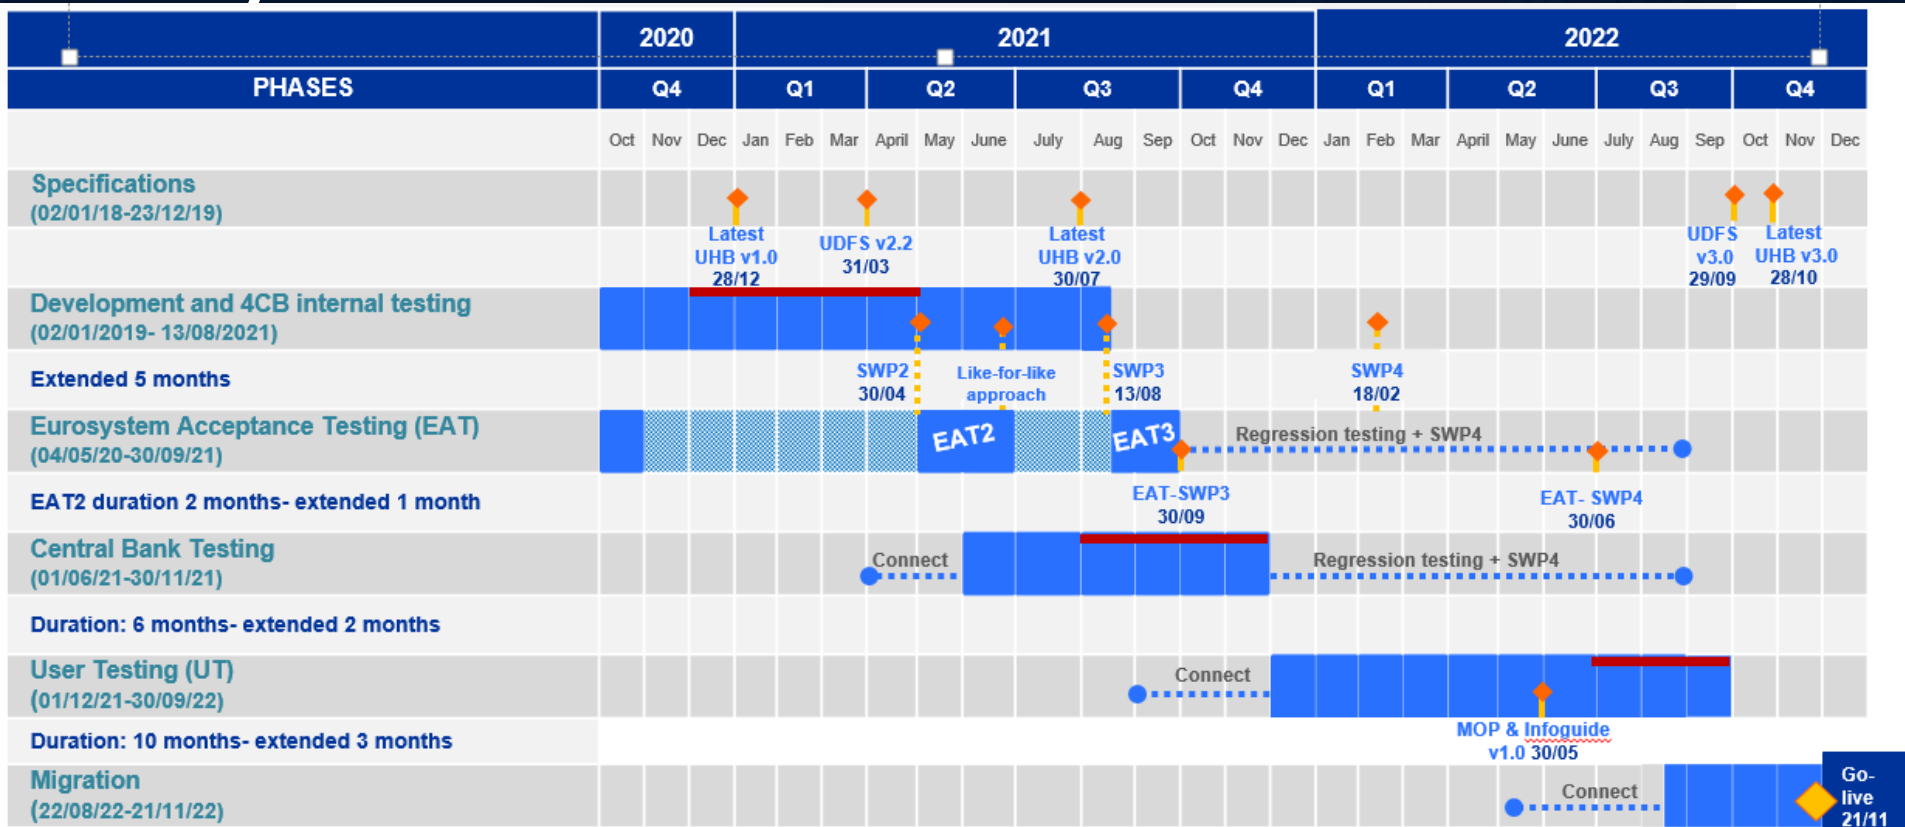 2020 2021 2022
PHASES Q4 Q1 Q2 Q3 Q4 Q1 Q2 Q3 Q4
Oct Nov Dec Jan Feb Mar April May June July Aug Sep Oct Nov Dec Jan Feb Mar April May June July Aug Sep Oct Nov Dec
Specifications
(02/01/18-23/12/19)
Latest
UHB v1.0
28/12
UDFS v2.2
31/03
Latest
UHB v2.0
30/07
UDFS
v3.0
29/09
Latest
UHB v3.0
28/10
Development and 4CB internal testing
(02/01/2019- 13/08/2021)
Extended 5 months
SWP2
30/04
Like-for-like
approach
SWP3
13/08
SWP4
18/02
Eurosystem Acceptance Testing (EAT)
(04/05/20-30/09/21)
EAT2
EAT3
Regression testing + SWP4
EAT2 duration 2 months- extended 1 month
EAT-SWP3
30/09
EAT- SWP4
30/06
Central Bank Testing
(01/06/21-30/11/21)
Connect
Regression testing + SWP4
Duration: 6 months- extended 2 months
User Testing (UT)
(01/12/21-30/09/22)
Connect
Duration: 10 months- extended 3 months
MOP & Infoguide
v1.0 30/05
Migration
(22/08/22-21/11/22)
Connect
Go-
live
21/11